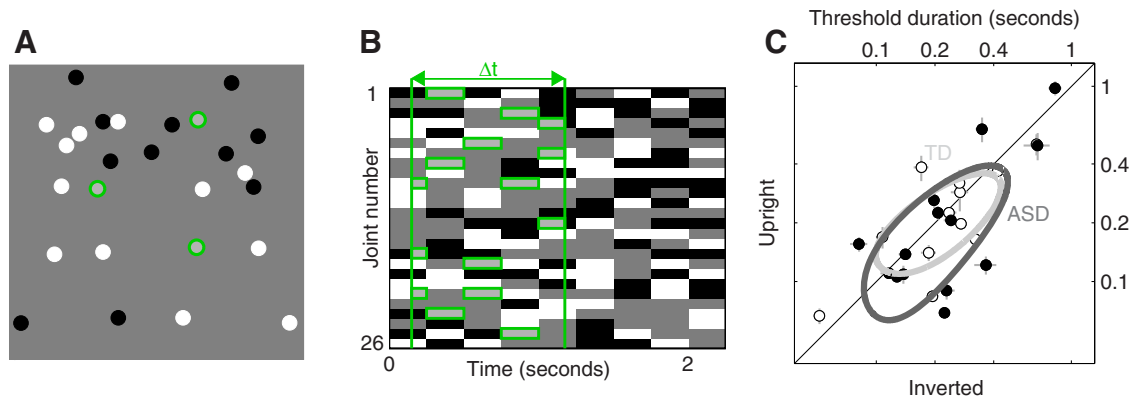 A
B
Δt
1
Joint number
26
0
Time (seconds)
2
C
Threshold duration (seconds)
0.1 0.2 0.4 1
Upright
TD
ASD
1
0.4
0.2
0.1
Inverted